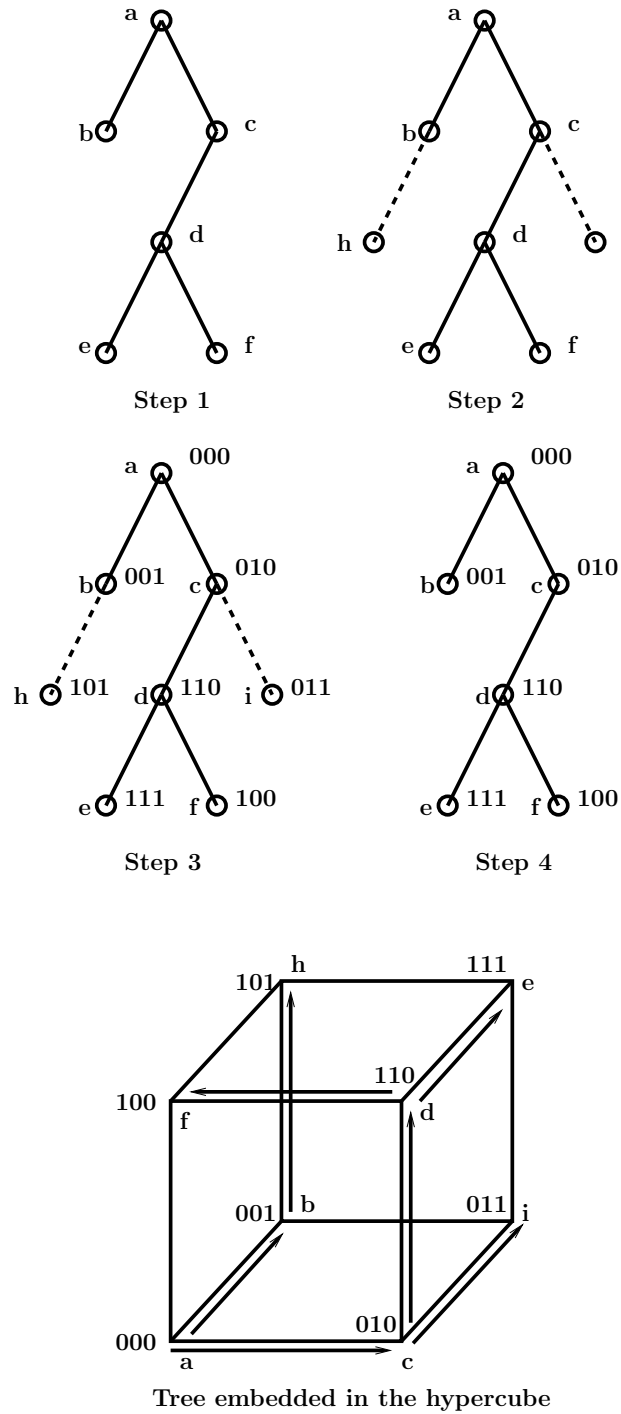 a a
b c b c
d h d
e f e f
Step 1 Step 2
a 000 a 000
b 001 c 010 b 001 c 010
h 101 d 110 i 011 d 110
e 111 f 100 e 111 f 100
Step 3 Step 4
h 111
101 e
110
100 d
f
b 011
001 i
010
000
a c
Tree embedded in the hypercube